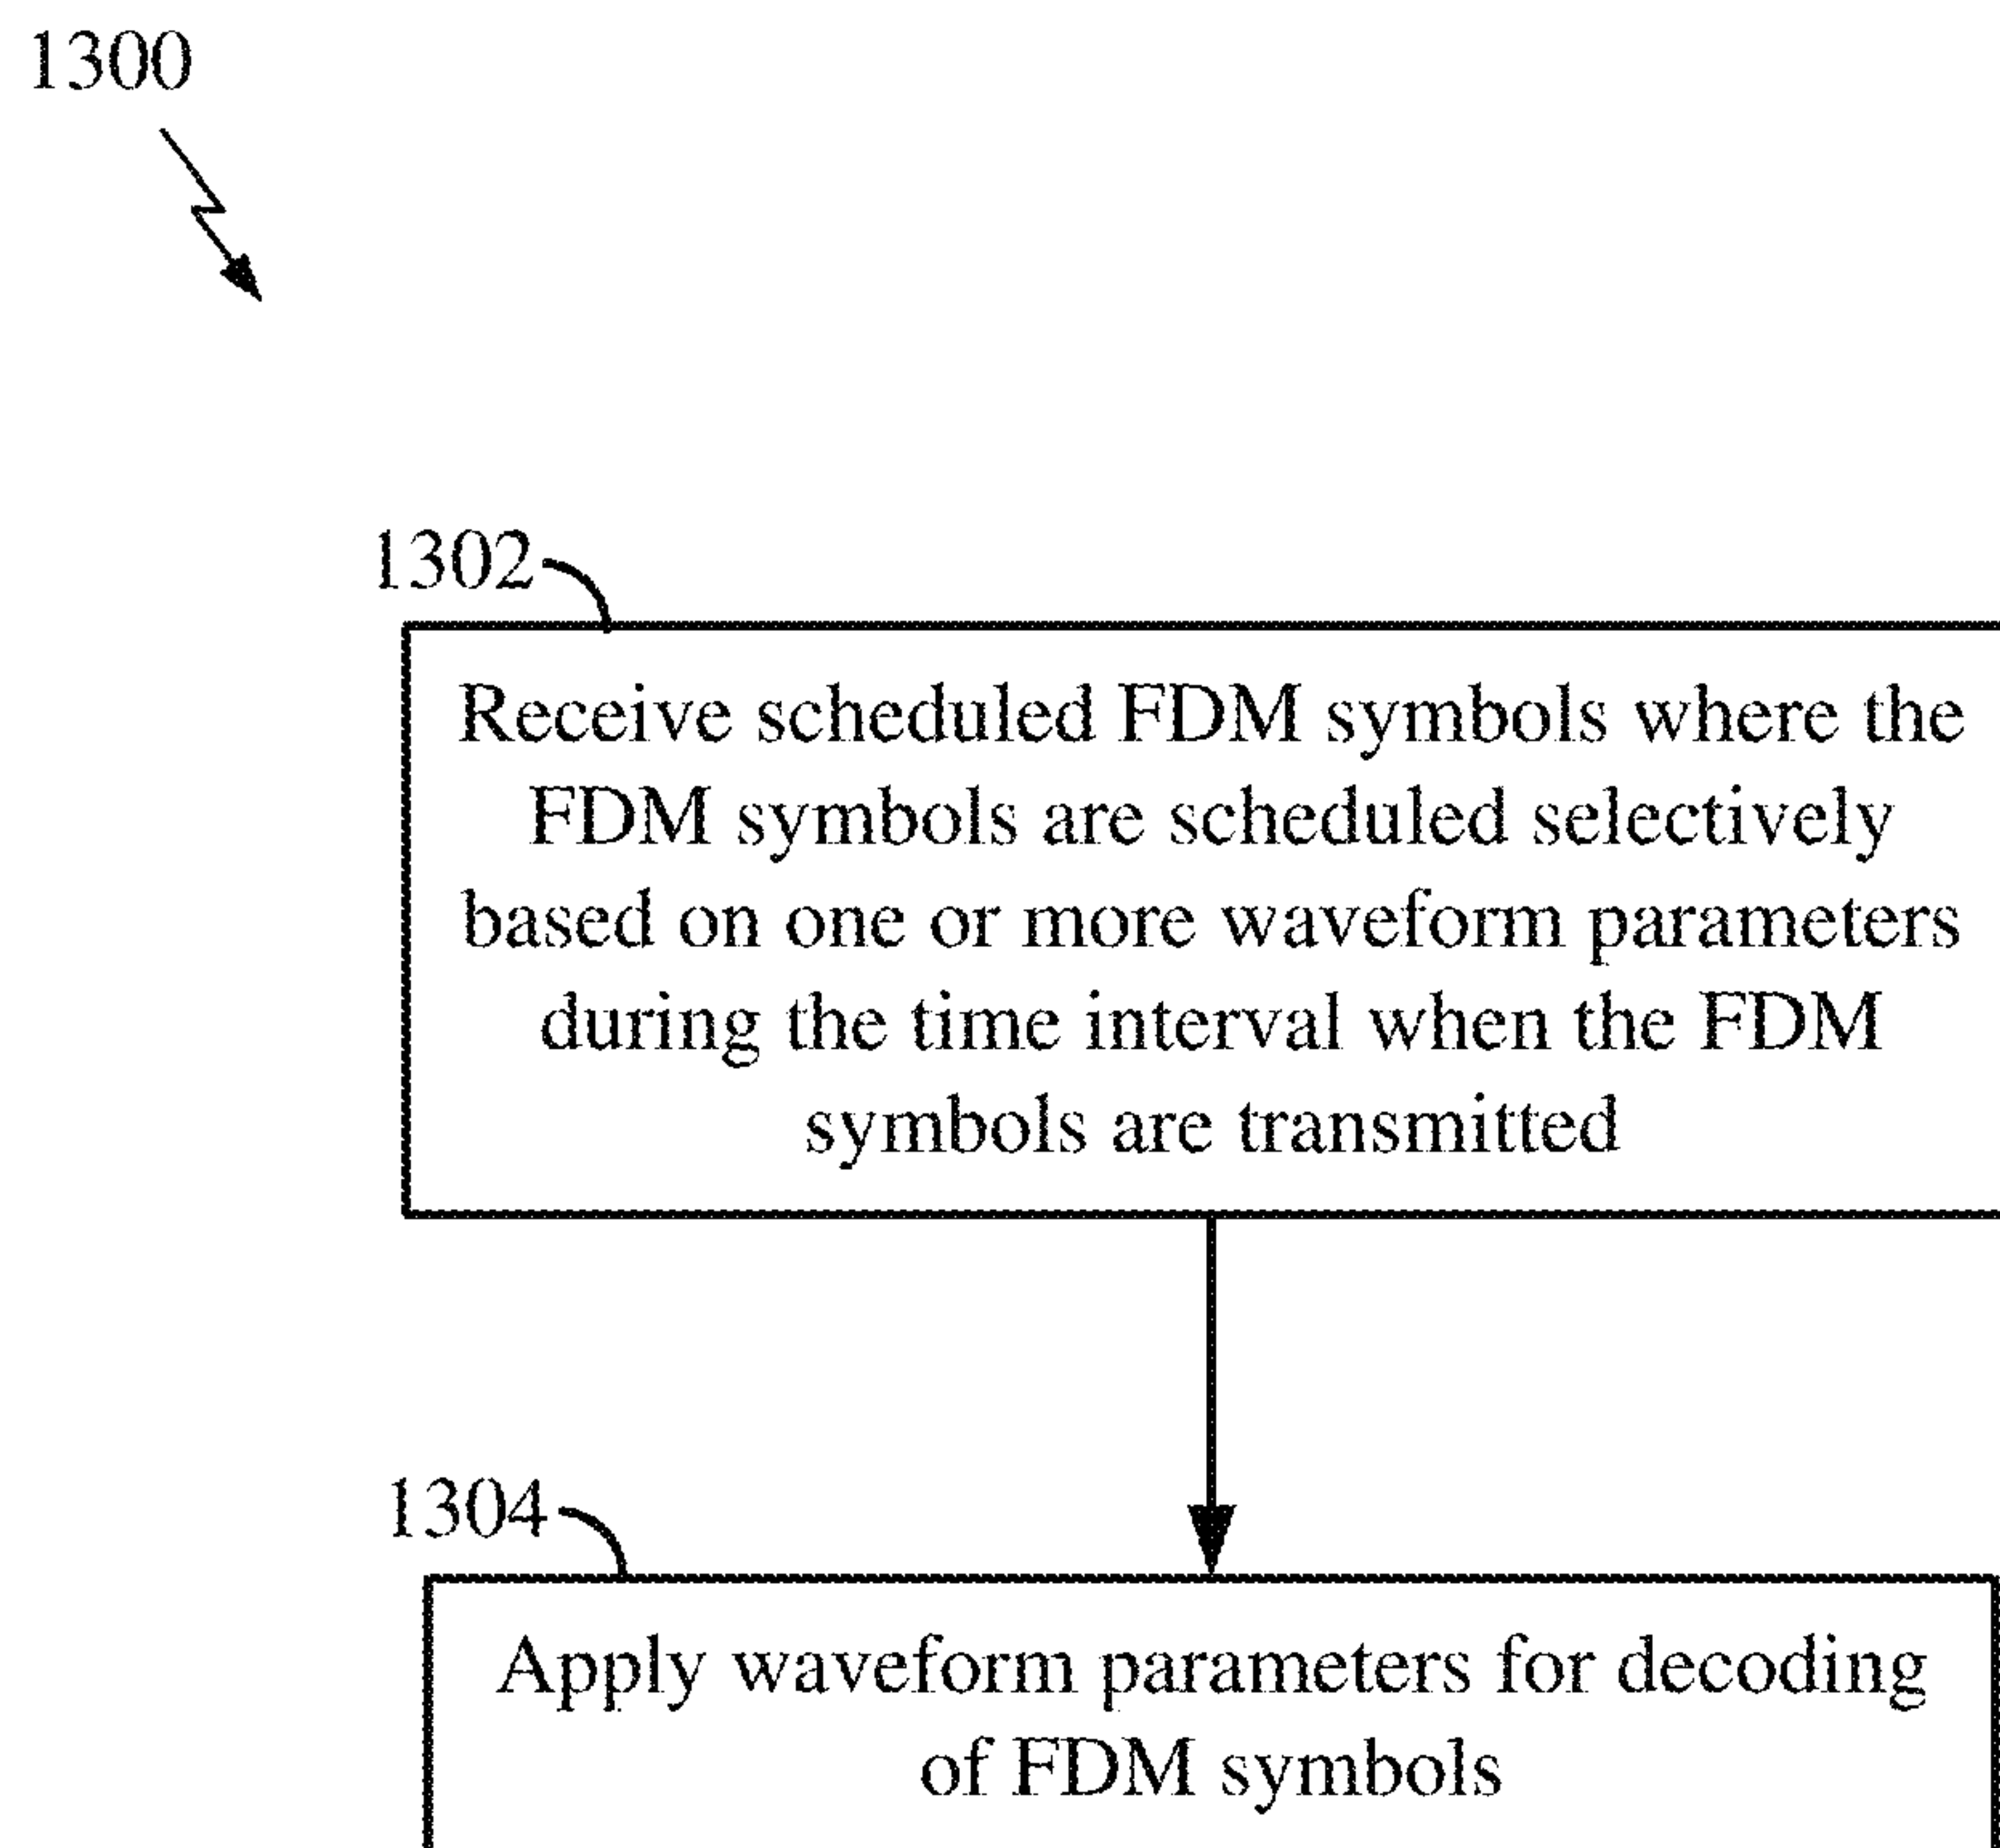 1300
1302
Receive scheduled FDM symbols where the
FDM symbols are scheduled selectively
based on one or more waveform parameters
during the time interval when the FDM
symbols are transmitted
1304
Apply waveform parameters for decoding
of FDM symbols